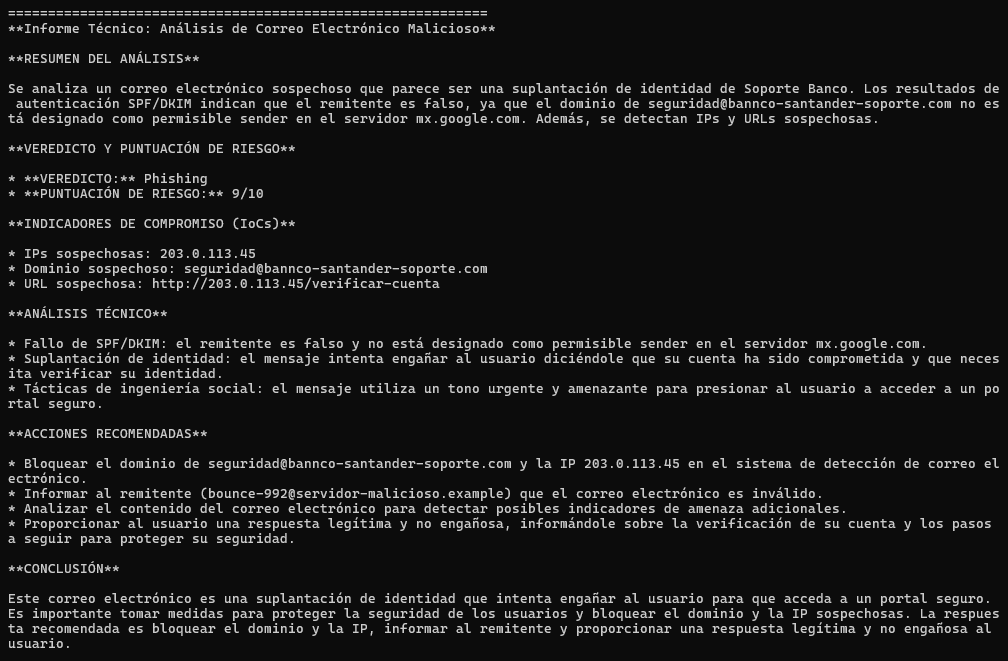 ============================================================
**Informe Técnico: Análisis de Correo Electrónico Malicioso**
**RESUMEN DEL ANÁLISIS**
Se analiza un correo electrónico sospechoso que parece ser una suplantación de identidad de Soporte Banco. Los resultados de
 autenticación SPF/DKIM indican que el remitente es falso, ya que el dominio de seguridad@bannco-santander-soporte.com no es
tá designado como permisible sender en el servidor mx.google.com. Además, se detectan IPs y URLs sospechosas.
**VEREDICTO Y PUNTUACIÓN DE RIESGO**
* **VEREDICTO:** Phishing
* **PUNTUACIÓN DE RIESGO:** 9/10
**INDICADORES DE COMPROMISO (IoCs)**
* IPs sospechosas: 203.0.113.45
* Dominio sospechoso: seguridad@bannco-santander-soporte.com
* URL sospechosa: http://203.0.113.45/verificar-cuenta
**ANÁLISIS TÉCNICO**
* Fallo de SPF/DKIM: el remitente es falso y no está designado como permisible sender en el servidor mx.google.com.
* Suplantación de identidad: el mensaje intenta engañar al usuario diciéndole que su cuenta ha sido comprometida y que neces
ita verificar su identidad.
* Tácticas de ingeniería social: el mensaje utiliza un tono urgente y amenazante para presionar al usuario a acceder a un po
rtal seguro.
**ACCIONES RECOMENDADAS**
* Bloquear el dominio de seguridad@bannco-santander-soporte.com y la IP 203.0.113.45 en el sistema de detección de correo el
ectrónico.
* Informar al remitente (bounce-992@servidor-malicioso.example) que el correo electrónico es inválido.
* Analizar el contenido del correo electrónico para detectar posibles indicadores de amenaza adicionales.
* Proporcionar al usuario una respuesta legítima y no engañosa, informándole sobre la verificación de su cuenta y los pasos
a seguir para proteger su seguridad.
**CONCLUSIÓN**
Este correo electrónico es una suplantación de identidad que intenta engañar al usuario para que acceda a un portal seguro.
Es importante tomar medidas para proteger la seguridad de los usuarios y bloquear el dominio y la IP sospechosas. La respues
ta recomendada es bloquear el dominio y la IP, informar al remitente y proporcionar una respuesta legítima y no engañosa al
usuario.